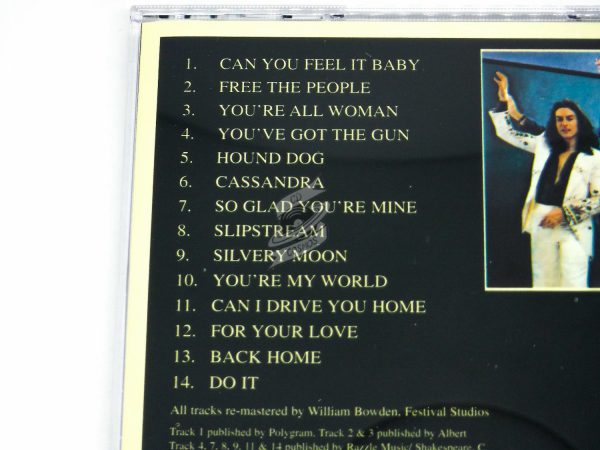 1. CAN YOU FEEL IT BABY
2. FREE THE PEOPLE
3. YOU'RE ALL WOMAN
4. YOU'VE GOT THE GUN
5 HOUND DOG
6 CASSANDRA
7. SO GLAD YOU'RE MINE
8. SLIPSTREAM
9. SILVERY MOON
10. YOU'RE MY WORLD
11. CAN I DRIVE YOU HOME
12. FOR YOUR LOVE
13. BACK HOME
14. DO IT
All tracks re-mastered by William Bowden, Festival Studios
Track 1 published by Polygram, Track 2 & 3 published by Albert
Track 4, 7, 8, 9, 11 & 14 published by Razzle Music/ Shakespeare, C